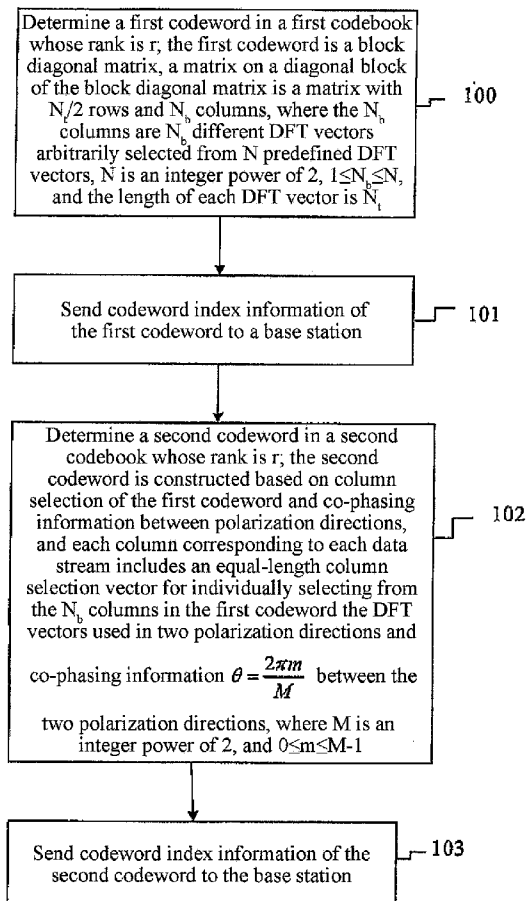 Determine a first codeword in a first codebook
whose rank is r; the first codeword is a block
diagonal matrix, a matrix on a diagonal block
of the block diagonal matrix is a matrix with
Nₜ/2 rows and N_b columns, where the N_b
columns are N_b different DFT vectors
arbitrarily selected from N predefined DFT
vectors, N is an integer power of 2, 1≤N_b≤N,
and the length of each DFT vector is Nₜ
100
Send codeword index information of
the first codeword to a base station
101
Determine a second codeword in a second
codebook whose rank is r; the second
codeword is constructed based on column
selection of the first codeword and co-phasing
information between polarization directions,
and each column corresponding to each data
stream includes an equal-length column
selection vector for individually selecting from
the N_b columns in the first codeword the DFT
vectors used in two polarization directions and
co-phasing information θ = 2πm/M between the
two polarization directions, where M is an
integer power of 2, and 0≤m≤M-1
102
Send codeword index information of the
second codeword to the base station
103